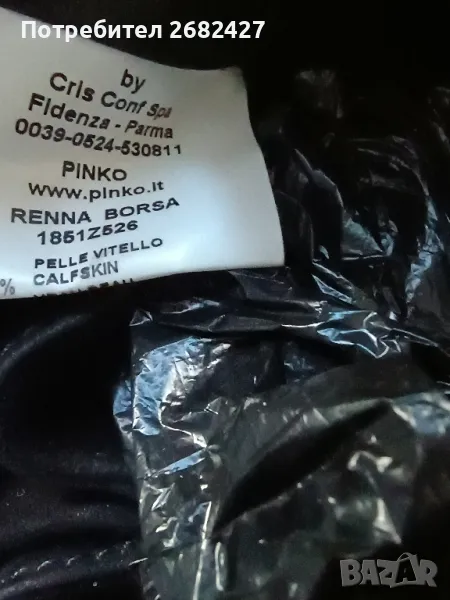 Потребител 2682427
by
Cris Conf Spa
Fidenza - Parma
0039-0524-530811
PINKO
www.pinko.it
RENNA BORSA
1851Z526
PELLE VITELLO
% CALFSKIN
BAZAR